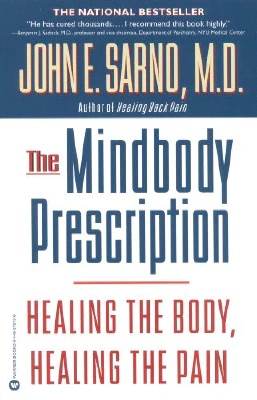 THE NATIONAL BESTSELLER
"He has cured thousands.... I recommend this book highly."
—Benjamin J. Sadock, M.D., professor and vice chairman, Department of Psychiatry, NYU Medical Center
JOHN E. SARNO, M.D.
Author of Healing Back Pain
The Mindbody
Prescription
HEALING THE BODY,
HEALING THE PAIN